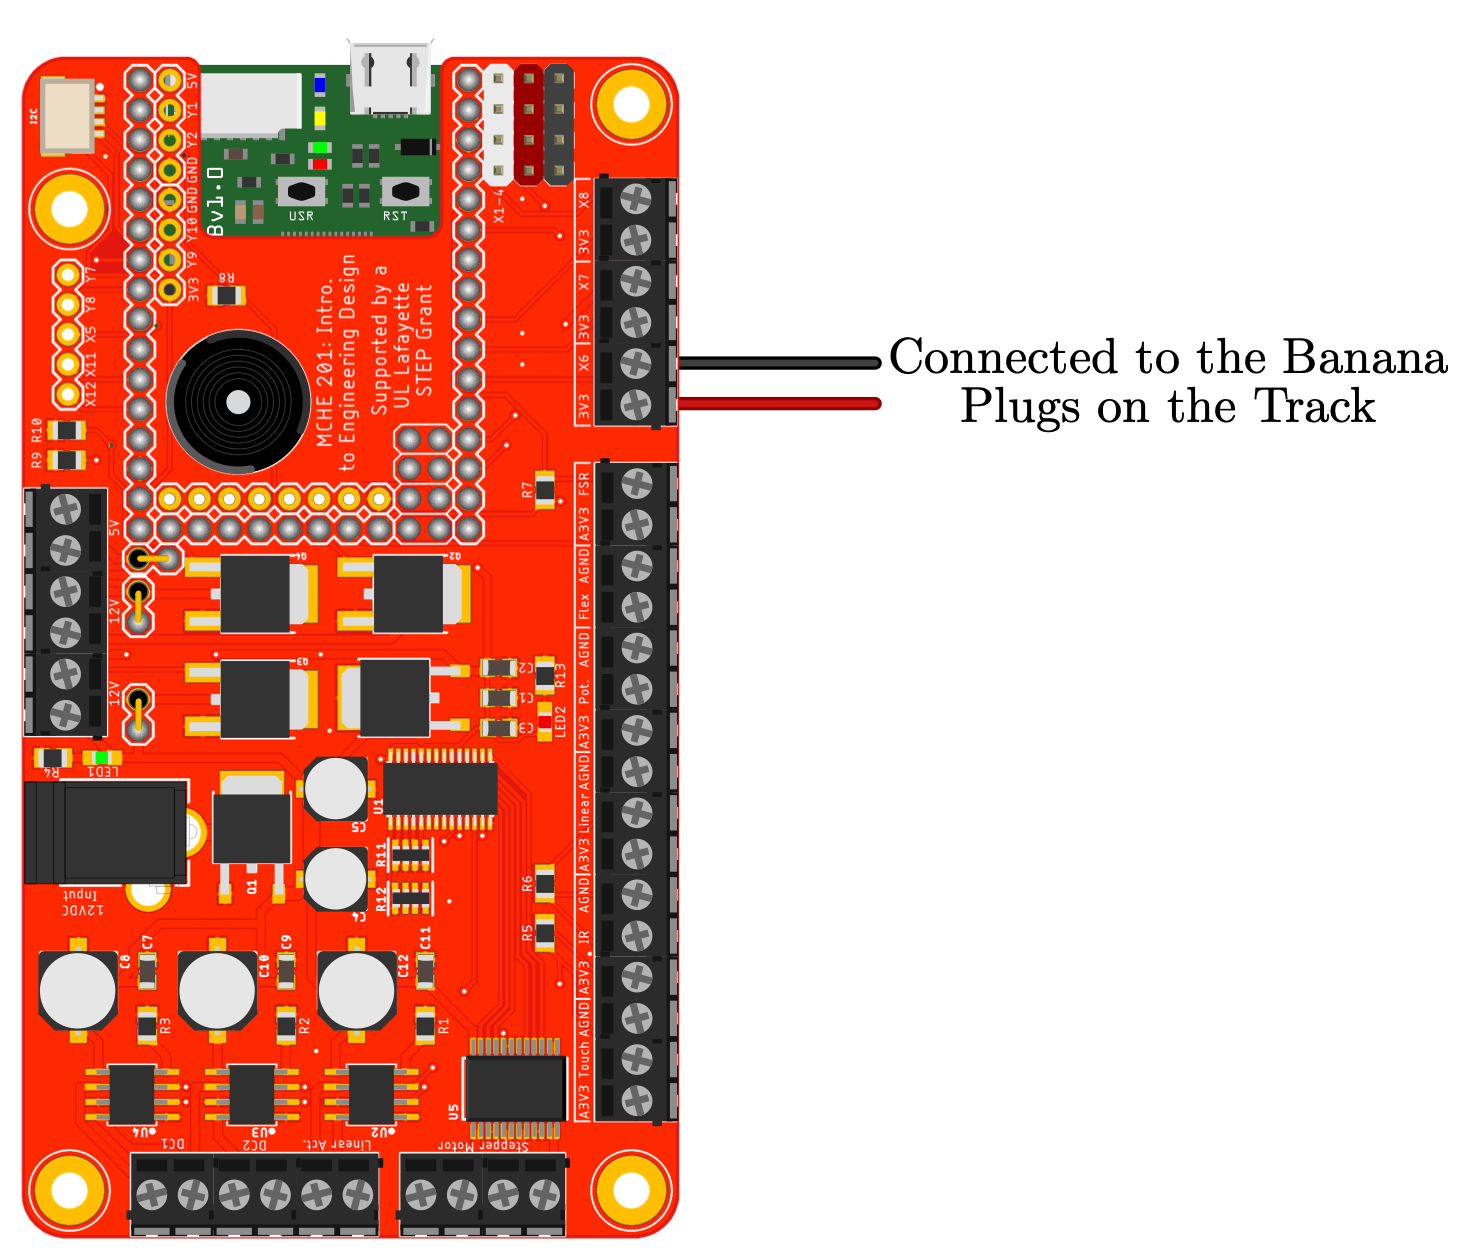 I2C
5V
Y1
Y2
GND
GND
Y10
Y9
3V3
Bv1.0
USR
RST
X1-4
X8
3V3
X7
3V3
X6
3V3
Connected to the Banana
Plugs on the Track
Y7
Y8
X5
X11
X12
R8
MCHE 201: Intro.
to Engineering Design
Supported by a
UL Lafayette
STEP Grant
R10
R9
R7
5V
12V
12V
Q4
Q2
Q3
C2
C1
C3
R13
LED2
FSR
A3V3
AGND
Flex
AGND
Pot.
A3V3
AGND
Linear
A3V3
AGND
IR
A3V3
AGND
Touch
A3V3
R4
LED1
12VDC
Input
Q1
C5
C4
U1
R11
R12
R6
R5
C8
C7
C10
C9
C12
C11
R3
R2
R1
U4
U3
U2
U5
DC1
DC2
Linear Act.
Stepper Motor